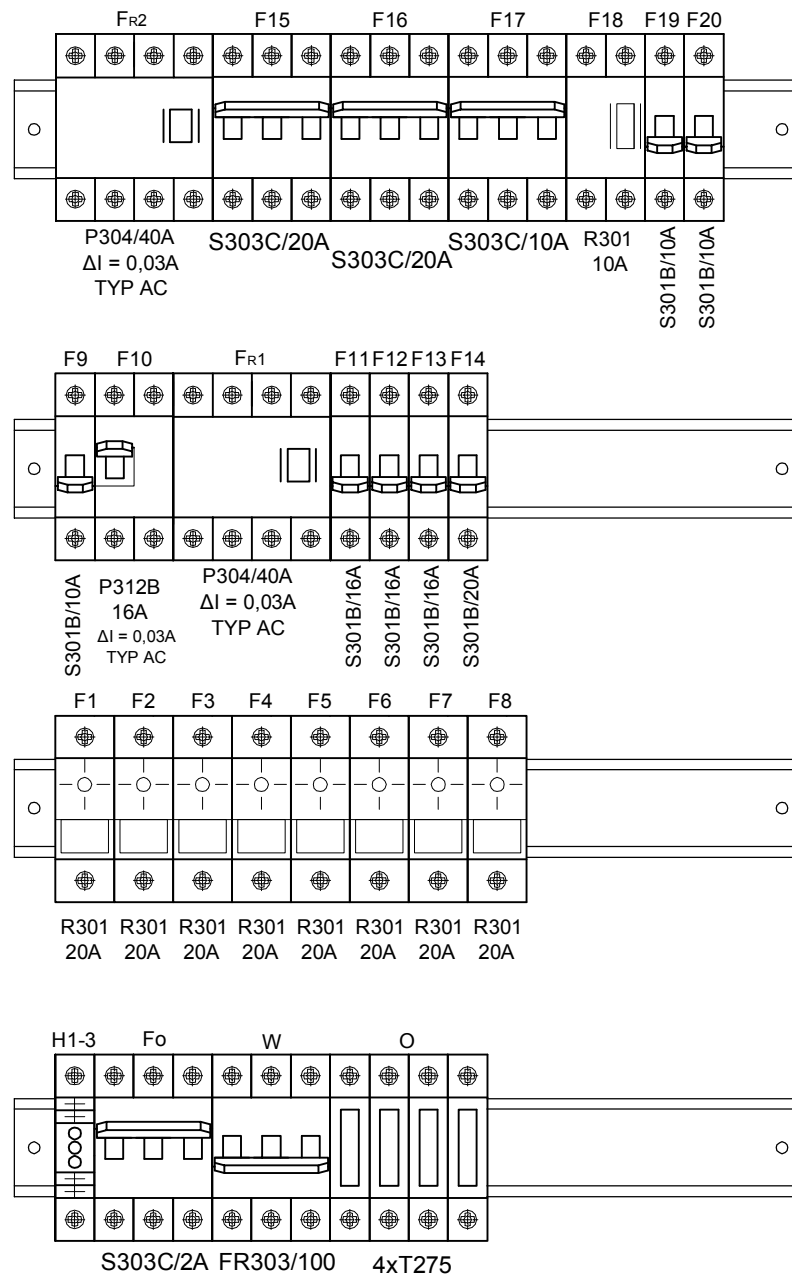 FR2 F15 F16 F17 F18 F19 F20
P304/40A
ΔI = 0,03A
TYP AC
S303C/20A
S303C/20A
S303C/10A
R301
10A
S301B/10A
S301B/10A
F9 F10 FR1 F11 F12 F13 F14
S301B/10A
P312B
16A
ΔI = 0,03A
TYP AC
P304/40A
ΔI = 0,03A
TYP AC
S301B/16A
S301B/16A
S301B/16A
S301B/20A
F1 F2 F3 F4 F5 F6 F7 F8
R301 R301 R301 R301 R301 R301 R301 R301
20A 20A 20A 20A 20A 20A 20A 20A
H1-3 Fo W O
S303C/2A FR303/100 4xT275